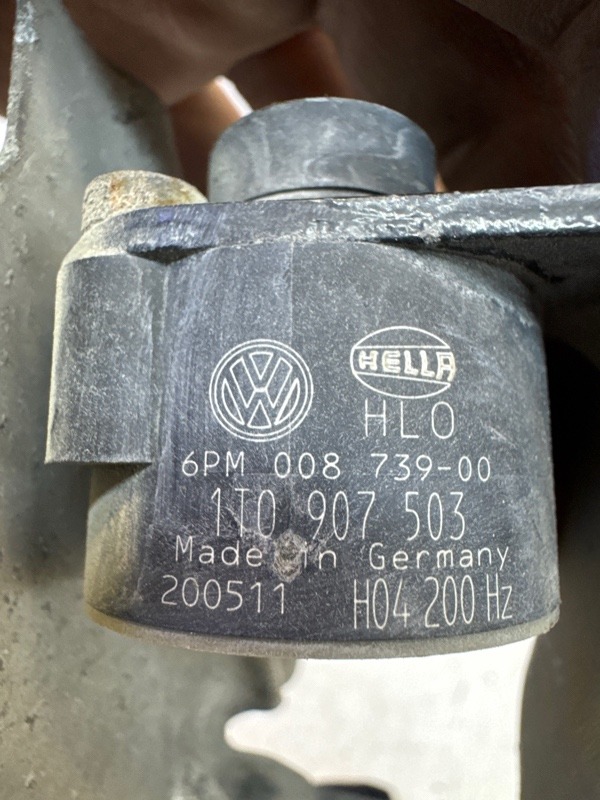 VW
HELLA
HLO
6PM 008 739-00
1T0 907 503
Made in Germany
200511 H04 200 Hz